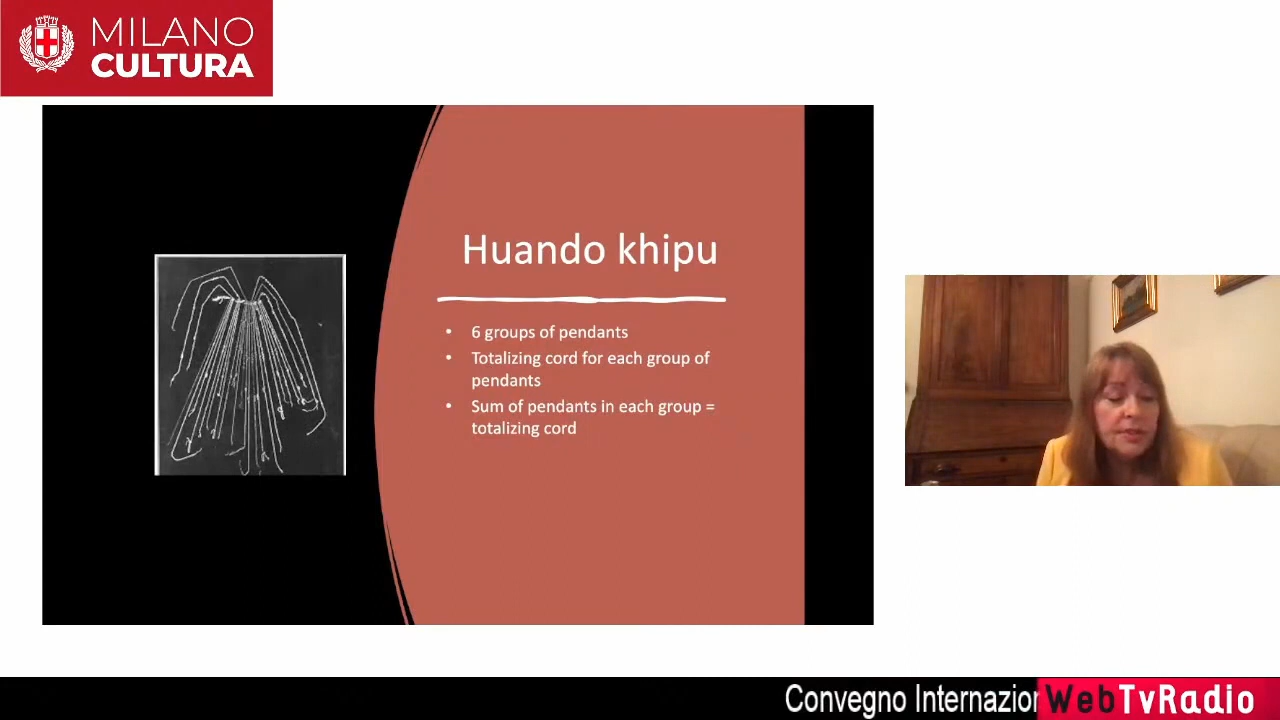 MILANO
CULTURA
Huando khipu
• 6 groups of pendants
• Totalizing cord for each group of
pendants
• Sum of pendants in each group =
totalizing cord
Convegno Internazion
WebTvRadio